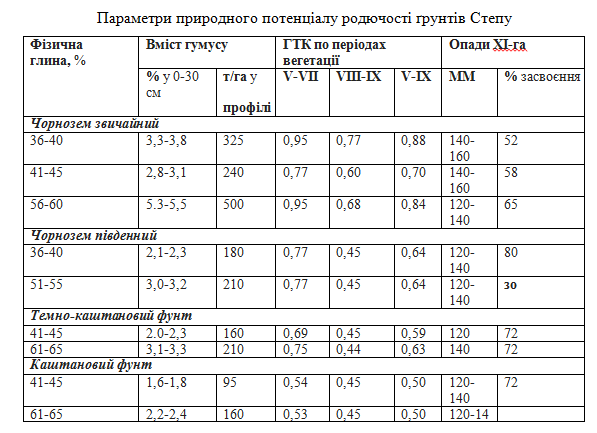 Параметри природного потенціалу родючості ґрунтів Степу
Фізична глина, % Вміст гумусу ГТК по періодах вегетації Опади XI-га
% у 0-30 см т/га у профілі V-VII VIII-IX V-IX ММ % засвоєння
Чорнозем звичайний
36-40 3,3-3,8 325 0,95 0,77 0,88 140-160 52
41-45 2,8-3,1 240 0,77 0,60 0,70 140-160 58
56-60 5.3-5,5 500 0,95 0,68 0,84 120-140 65
Чорнозем південний
36-40 2,1-2,3 180 0,77 0,45 0,64 120-140 80
51-55 3,0-3,2 210 0,77 0,45 0,64 120-140 зо
Темно-каштановий фунт
41-45 2.0-2,3 160 0,69 0,45 0,59 120 72
61-65 3,1-3,3 210 0,75 0,44 0,63 140 72
Каштановий фунт
41-45 1,6-1,8 95 0,54 0,45 0,50 120-140 72
61-65 2,2-2,4 160 0,53 0,45 0,50 120-14